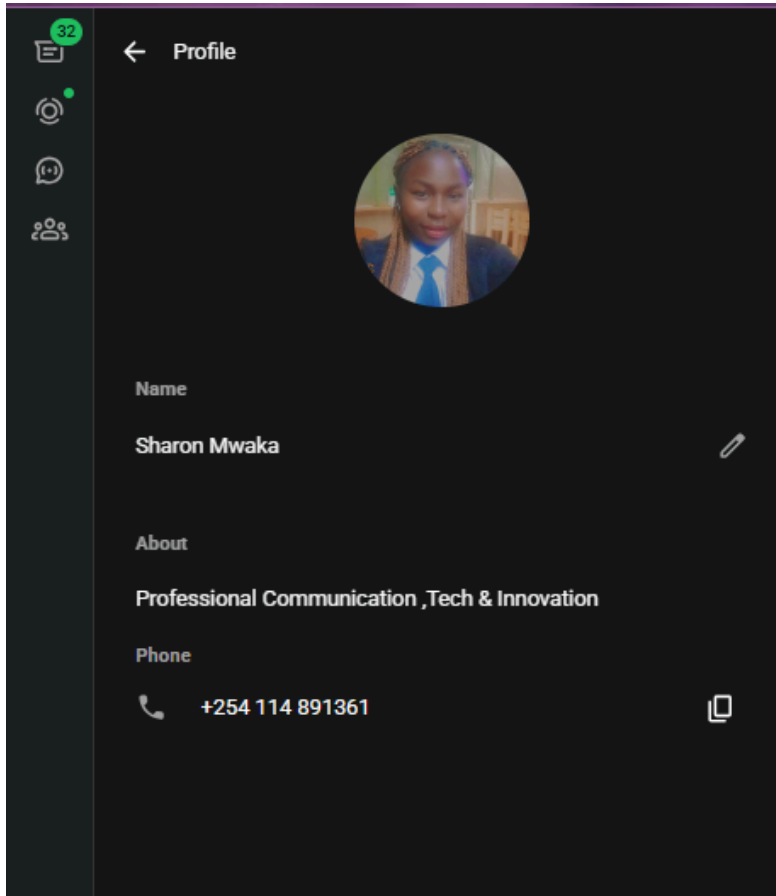 32
Profile
Name
Sharon Mwaka
About
Professional Communication ,Tech & Innovation
Phone
+254 114 891361